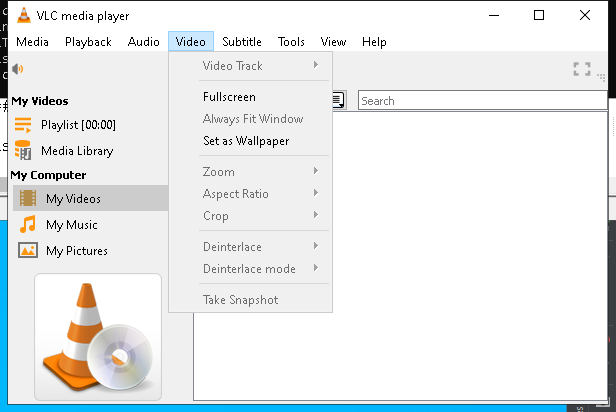 VLC media player
Media Playback Audio Video Subtitle Tools View Help
Video Track
Fullscreen
Always Fit Window
Set as Wallpaper
Zoom
Aspect Ratio
Crop
Deinterlace
Deinterlace mode
Take Snapshot
Search
My Videos
Playlist [00:00]
Media Library
My Computer
My Videos
My Music
My Pictures